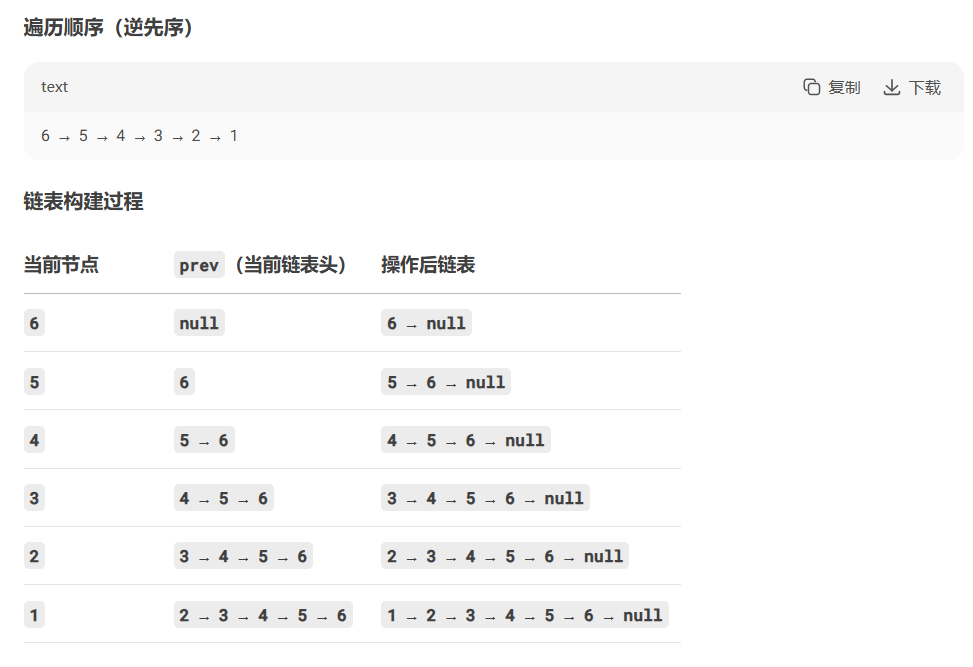 遍历顺序（逆先序）
text 复制 下载
6 → 5 → 4 → 3 → 2 → 1
链表构建过程
当前节点 prev（当前链表头） 操作后链表
6 null 6 → null
5 6 5 → 6 → null
4 5 → 6 4 → 5 → 6 → null
3 4 → 5 → 6 3 → 4 → 5 → 6 → null
2 3 → 4 → 5 → 6 2 → 3 → 4 → 5 → 6 → null
1 2 → 3 → 4 → 5 → 6 1 → 2 → 3 → 4 → 5 → 6 → null